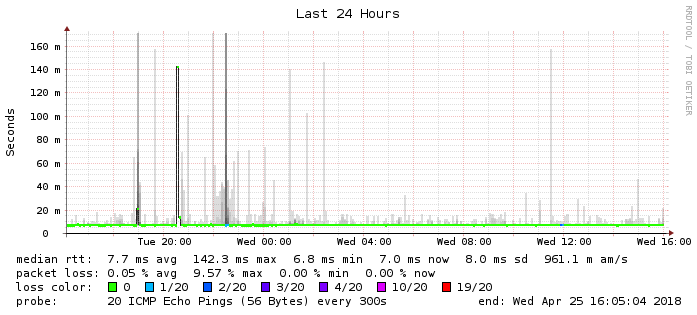 Last 24 Hours
RRDTOOL / TOBI OETIKER
Seconds
160 m
140 m
120 m
100 m
80 m
60 m
40 m
20 m
0
Tue 20:00 Wed 00:00 Wed 04:00 Wed 08:00 Wed 12:00 Wed 16:00
median rtt: 7.7 ms avg 142.3 ms max 6.8 ms min 7.0 ms now 8.0 ms sd 961.1 m am/s
packet loss: 0.05 % avg 9.57 % max 0.00 % min 0.00 % now
loss color: 0 1/20 2/20 3/20 4/20 10/20 19/20
probe: 20 ICMP Echo Pings (56 Bytes) every 300s end: Wed Apr 25 16:05:04 2018